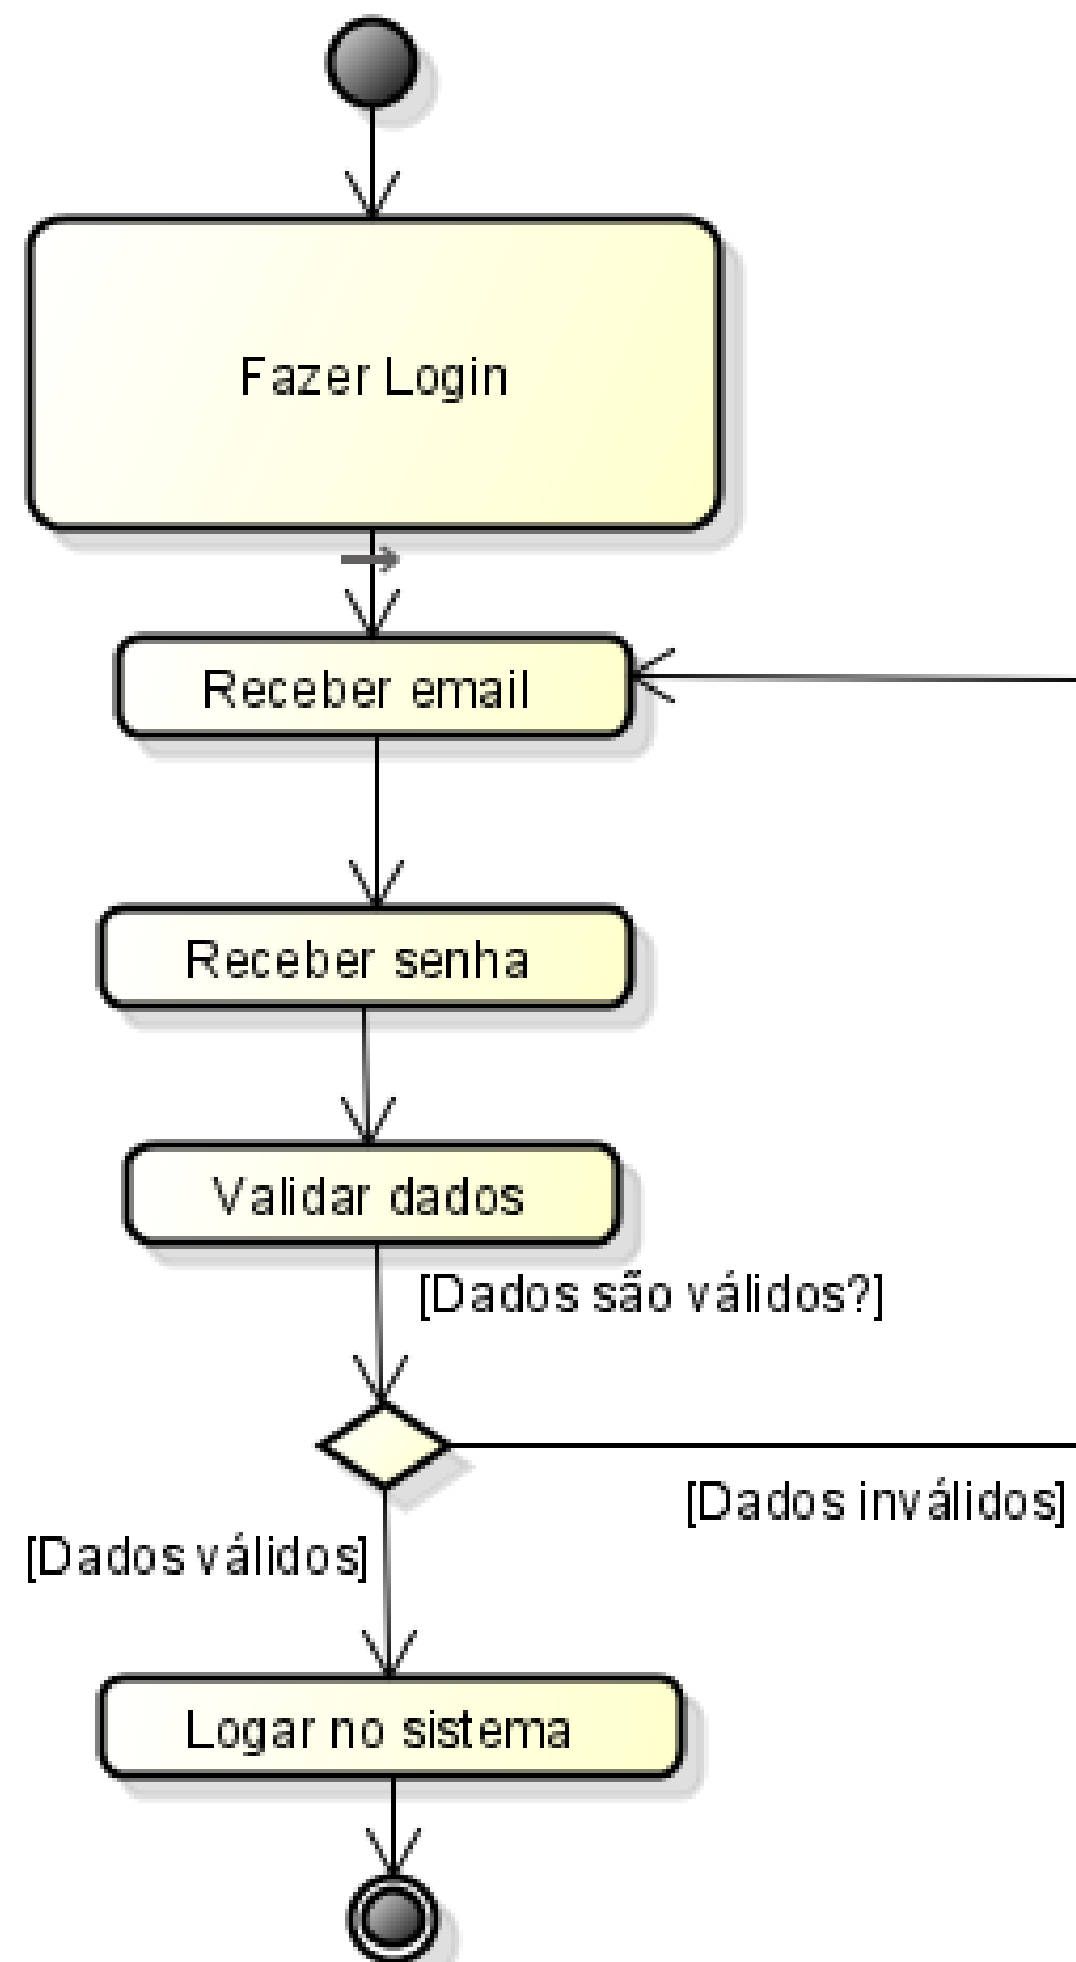 Fazer Login
Receber email
Receber senha
Validar dados
[Dados são válidos?]
[Dados inválidos]
[Dados válidos]
Logar no sistema